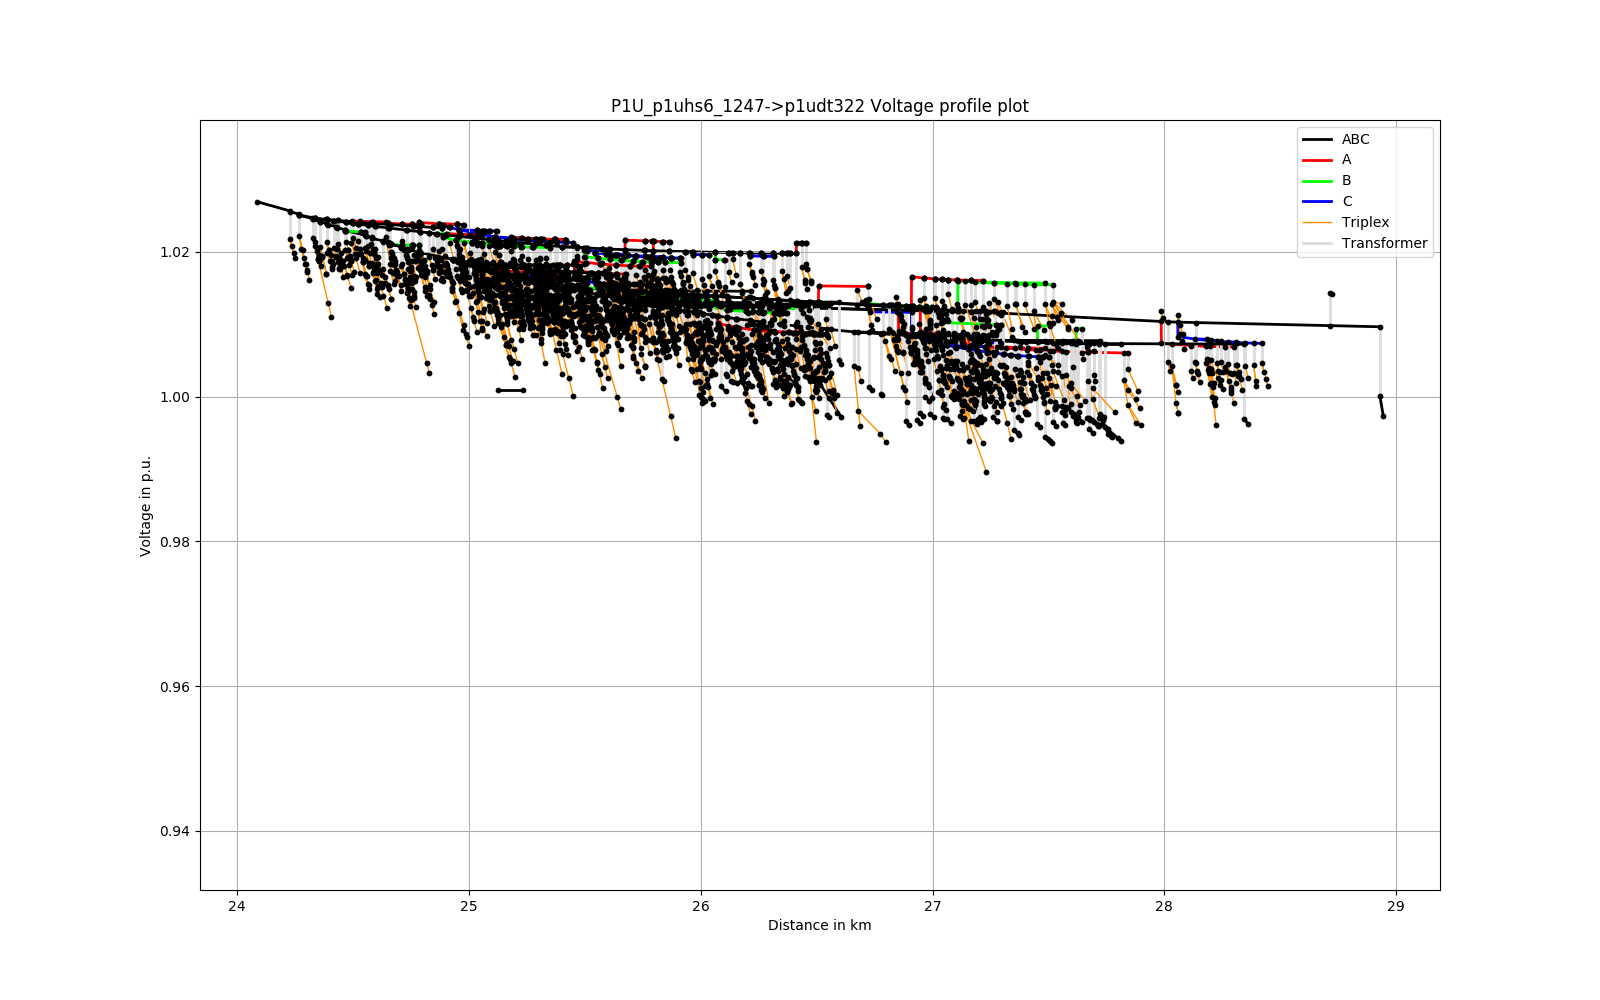 P1U_p1uhs6_1247->p1udt322 Voltage profile plot
ABC
A
B
C
Triplex
Transformer
Voltage in p.u.
1.02
1.00
0.98
0.96
0.94
24 25 26 27 28 29
Distance in km